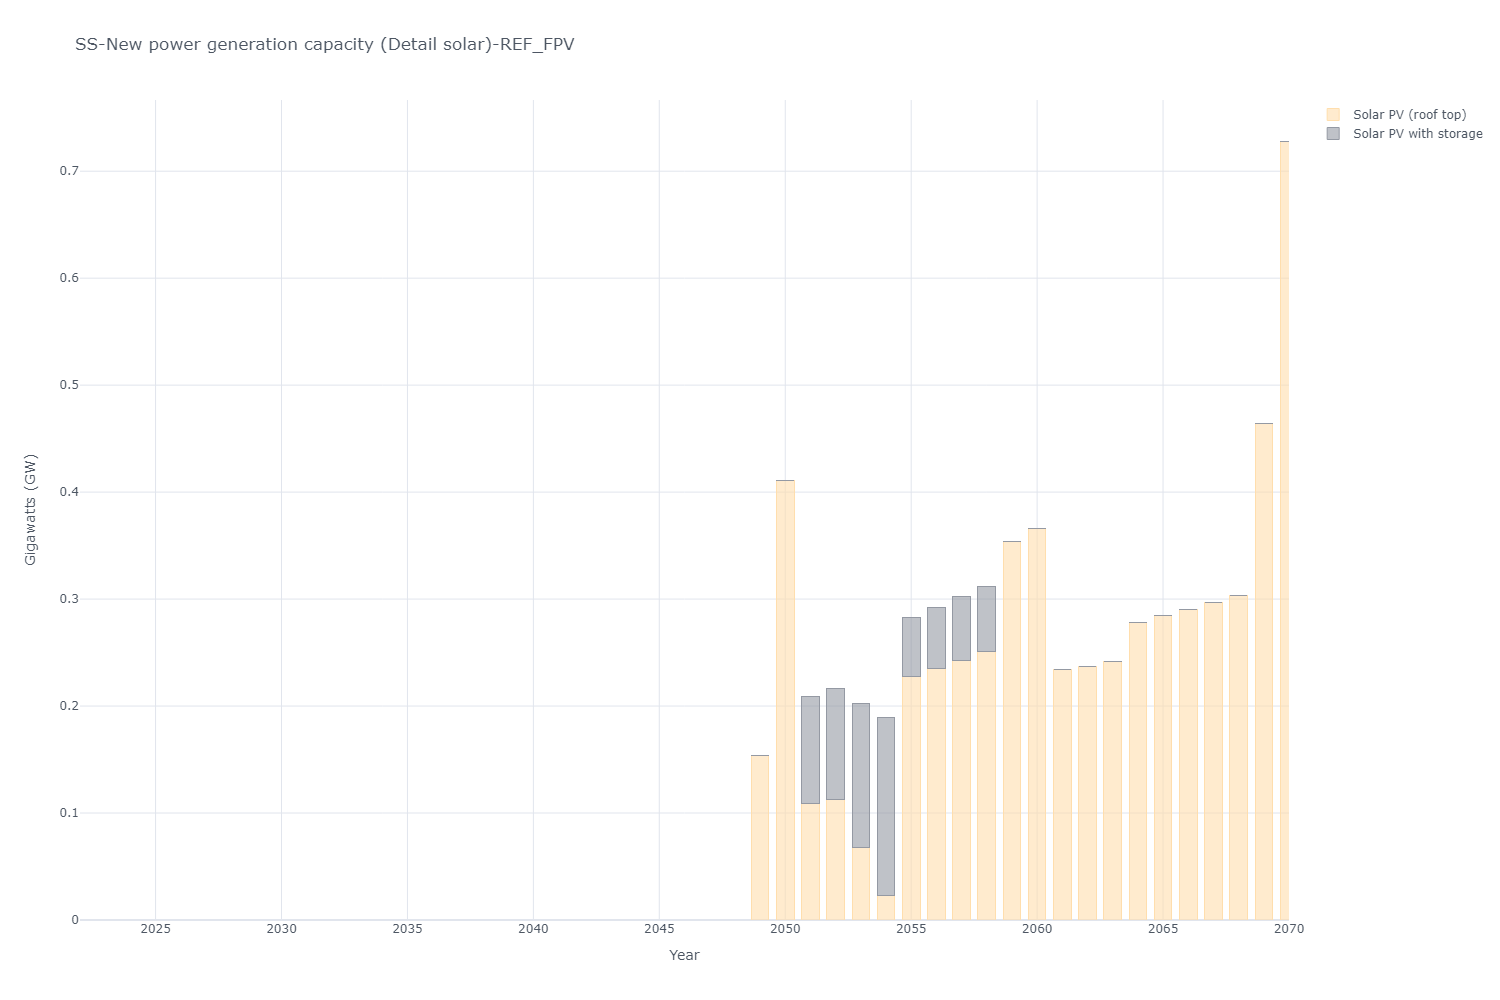 SS-New power generation capacity (Detail solar)-REF_FPV
Solar PV (roof top)
Solar PV with storage
0.7
0.6
0.5
0.4
0.3
0.2
0.1
0
Gigawatts (GW)
2025 2030 2035 2040 2045 2050 2055 2060 2065 2070
Year